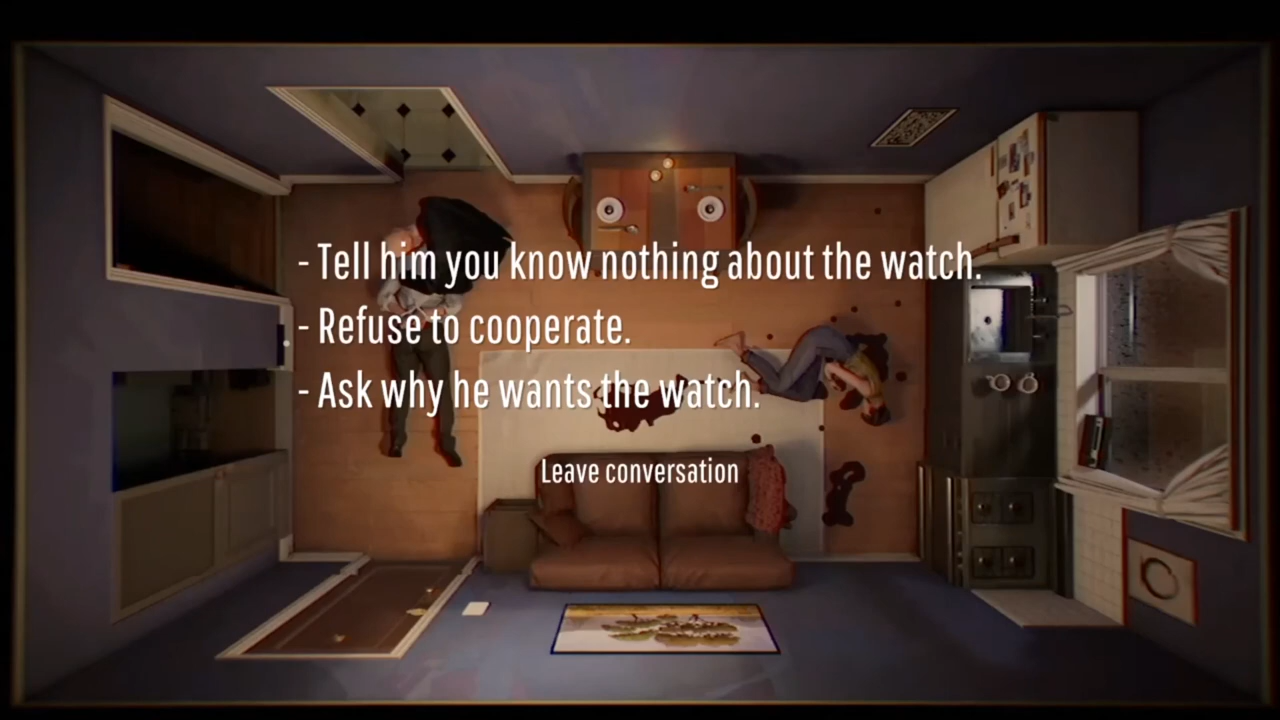 - Tell him you know nothing about the watch.
- Refuse to cooperate.
- Ask why he wants the watch.
Leave conversation